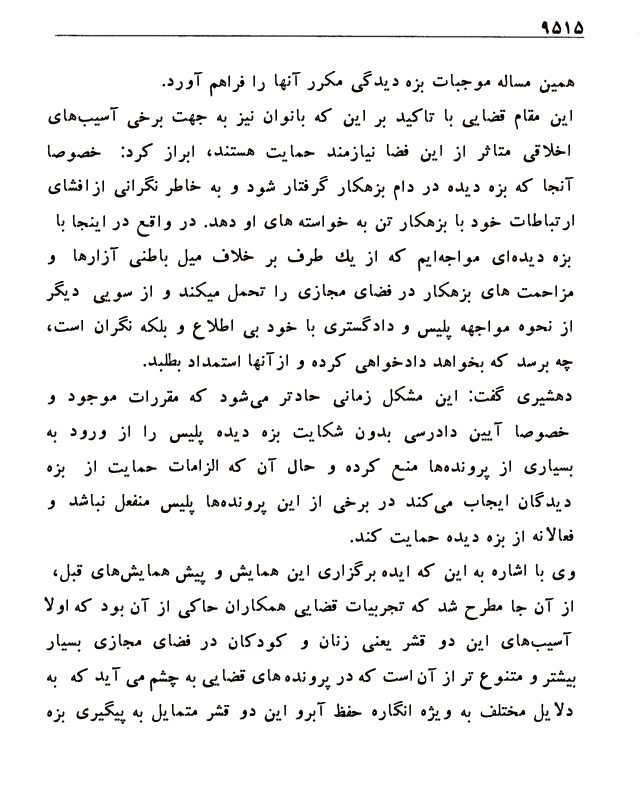 ۹۵۱۵
همین مساله موجبات بزه دیدگی مکرر آنها را فراهم آورد.
این مقام قضایی با تاکید بر این که بانوان نیز به جهت برخی آسیب‌های
اخلاقی متاثر از این فضا نیازمند حمایت هستند، ابراز کرد: خصوصا
آنجا که بزه دیده در دام بزهکار گرفتار شود و به خاطر نگرانی از افشای
ارتباطات خود با بزهکار تن به خواسته های او دهد. در واقع در اینجا با
بزه دیده‌ای مواجه‌ایم که از یك طرف بر خلاف میل باطنی آزارها و
مزاحمت های بزهکار در فضای مجازی را تحمل میکند و از سویی دیگر
از نحوه مواجهه پلیس و دادگستری با خود بی اطلاع و بلکه نگران است،
چه برسد که بخواهد دادخواهی کرده و از آنها استمداد بطلبد.
دهشیری گفت: این مشکل زمانی حادتر می‌شود که مقررات موجود و
خصوصا آیین دادرسی بدون شکایت بزه دیده پلیس را از ورود به
بسیاری از پرونده‌ها منع کرده و حال آن که الزامات حمایت از بزه
دیدگان ایجاب می‌کند در برخی از این پرونده‌ها پلیس منفعل نباشد و
فعالانه از بزه دیده حمایت کند.
وی با اشاره به این که ایده برگزاری این همایش و پیش همایش‌های قبل،
از آن جا مطرح شد که تجربیات قضایی همکاران حاکی از آن بود که اولا
آسیب‌های این دو قشر یعنی زنان و کودکان در فضای مجازی بسیار
بیشتر و متنوع تر از آن است که در پرونده های قضایی به چشم می آید که به
دلایل مختلف به ویژه انگاره حفظ آبرو این دو قشر متمایل به پیگیری بزه